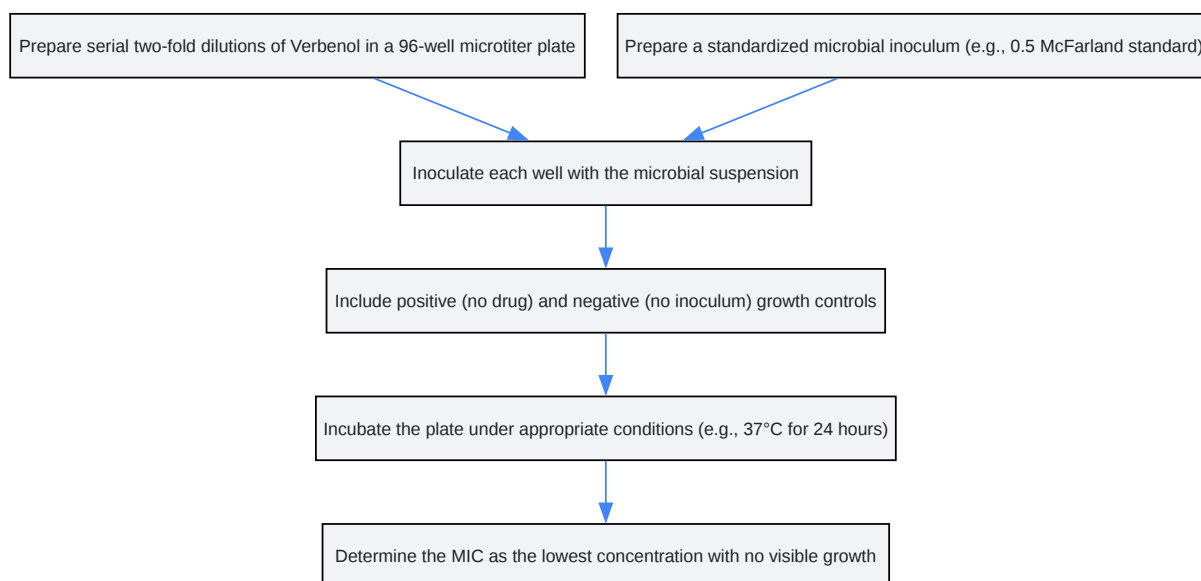 Prepare serial two-fold dilutions of Verbenol in a 96-well microtiter plate
Prepare a standardized microbial inoculum (e.g., 0.5 McFarland standard)
Inoculate each well with the microbial suspension
Include positive (no drug) and negative (no inoculum) growth controls
Incubate the plate under appropriate conditions (e.g., 37°C for 24 hours)
Determine the MIC as the lowest concentration with no visible growth